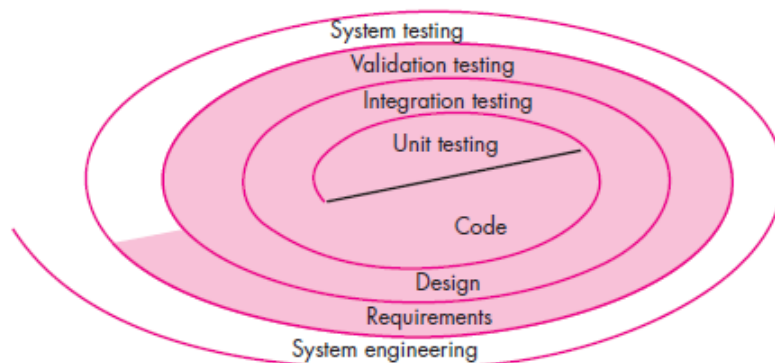 System testing
Validation testing
Integration testing
Unit testing
Code
Design
Requirements
System engineering